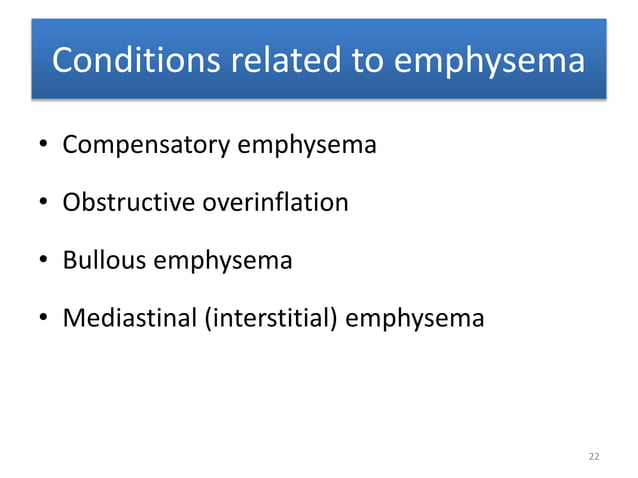 Conditions related to emphysema
• Compensatory emphysema
• Obstructive overinflation
• Bullous emphysema
• Mediastinal (interstitial) emphysema
22